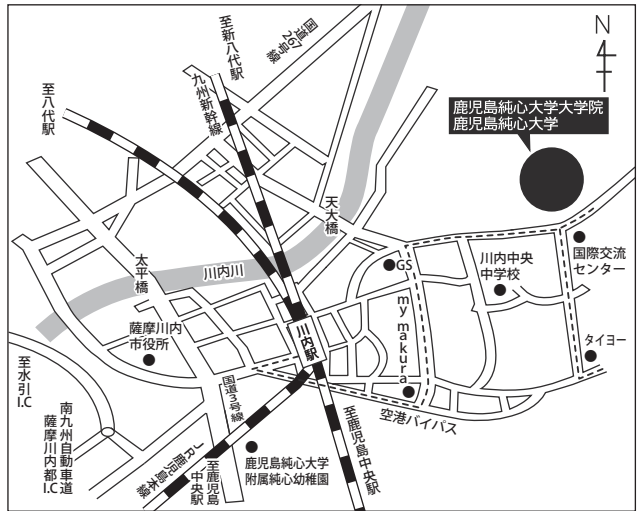 至新八代駅
国道
267
号線
N
4
至八代駅
九州新幹線
鹿児島純心大学大学院
鹿児島純心大学
天大橋
太平橋
川内川
GS
川内中央
中学校
国際交流
センター
薩摩川内
市役所
川内駅
my makura
タイヨー
至水引
I.C
国道3号線
空港バイパス
南九州自動車道
薩摩川内都I.C
JR鹿児島本線
至鹿児島
中央駅
鹿児島純心大学
附属純心幼稚園
至鹿児島中央駅